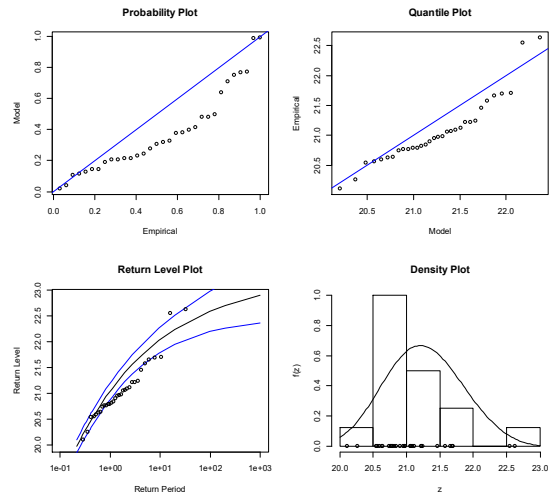 Probability Plot
Model
0.0 0.2 0.4 0.6 0.8 1.0
0.0 0.2 0.4 0.6 0.8 1.0
Empirical
Quantile Plot
Empirical
20.5 21.0 21.5 22.0 22.5
20.5 21.0 21.5 22.0
Model
Return Level Plot
Return Level
20.0 20.5 21.0 21.5 22.0 22.5 23.0
1e-01 1e+00 1e+01 1e+02 1e+03
Return Period
Density Plot
f(z)
0.0 0.2 0.4 0.6 0.8 1.0
20.0 20.5 21.0 21.5 22.0 22.5 23.0
z